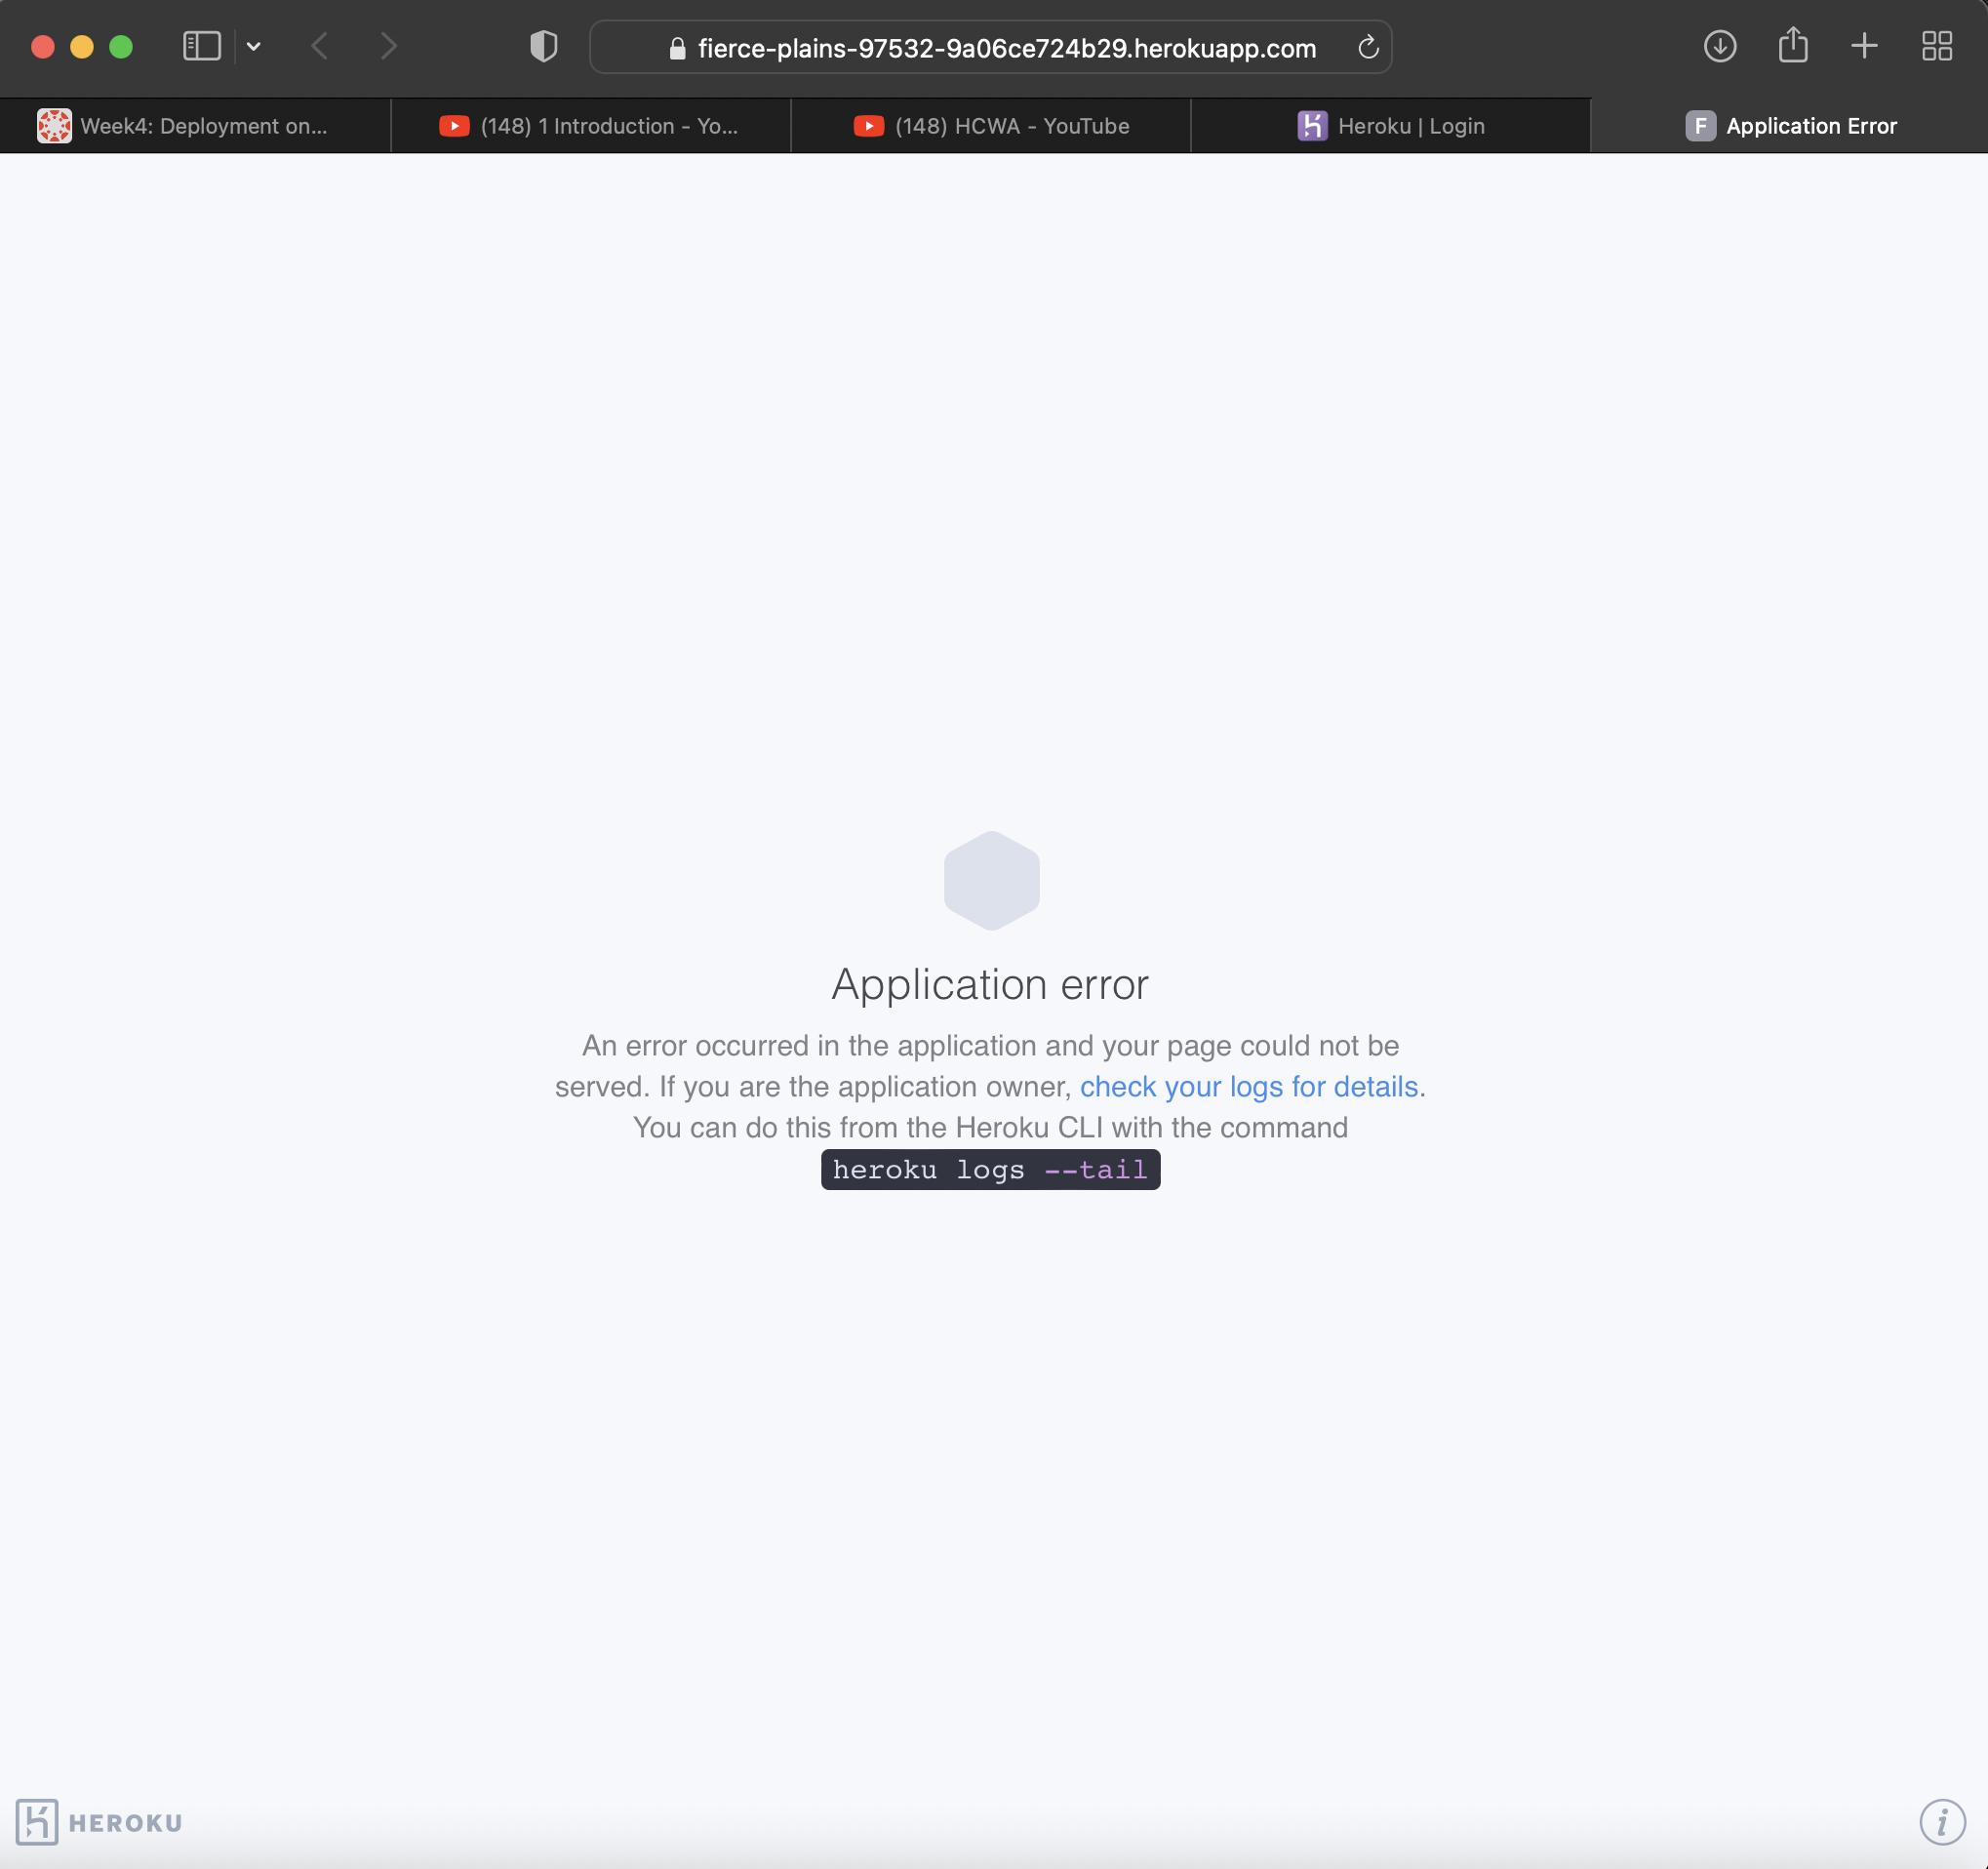 fierce-plains-97532-9a06ce724b29.herokuapp.com
Week4: Deployment on...
(148) 1 Introduction - Yo...
(148) HCWA - YouTube
Heroku | Login
F Application Error
Application error
An error occurred in the application and your page could not be
served. If you are the application owner, check your logs for details.
You can do this from the Heroku CLI with the command
heroku logs --tail
HEROKU
i